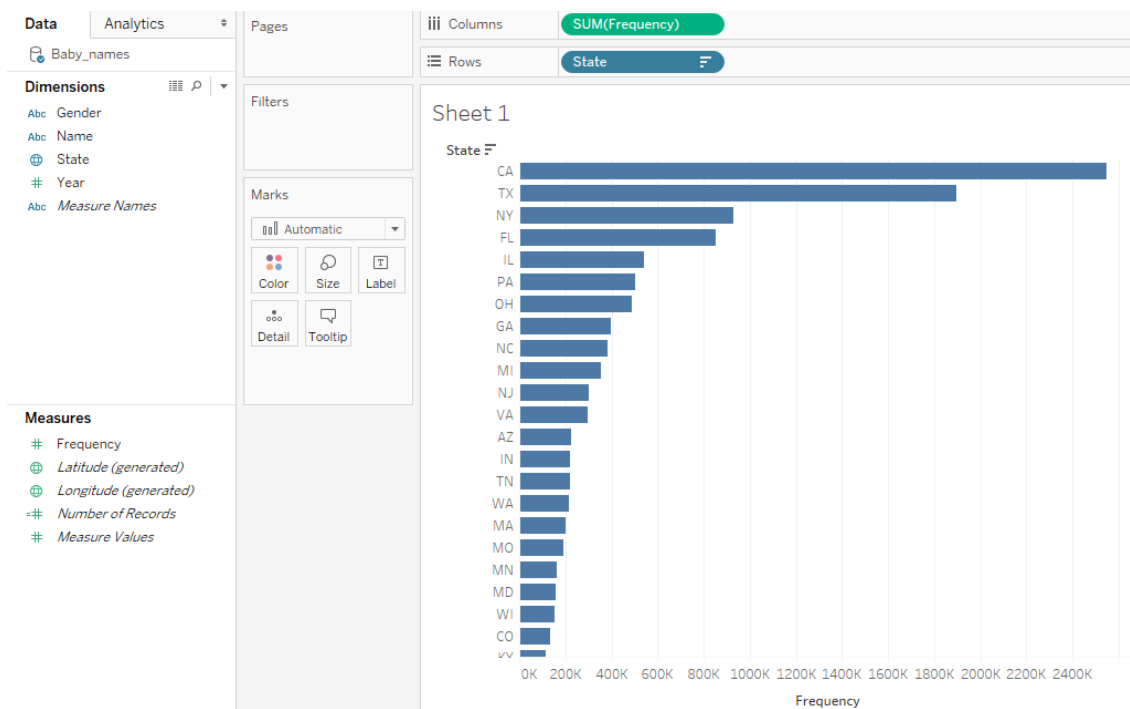 Data
Analytics
Baby_names
Dimensions
Abc Gender
Abc Name
State
# Year
Abc Measure Names
Measures
# Frequency
Latitude (generated)
Longitude (generated)
=# Number of Records
# Measure Values
Pages
Filters
Marks
Automatic
Color Size Label
Detail Tooltip
Columns SUM(Frequency)
Rows State
Sheet 1
State
CA
TX
NY
FL
IL
PA
OH
GA
NC
MI
NJ
VA
AZ
IN
TN
WA
MA
MO
MN
MD
WI
CO
KY
0K 200K 400K 600K 800K 1000K 1200K 1400K 1600K 1800K 2000K 2200K 2400K
Frequency